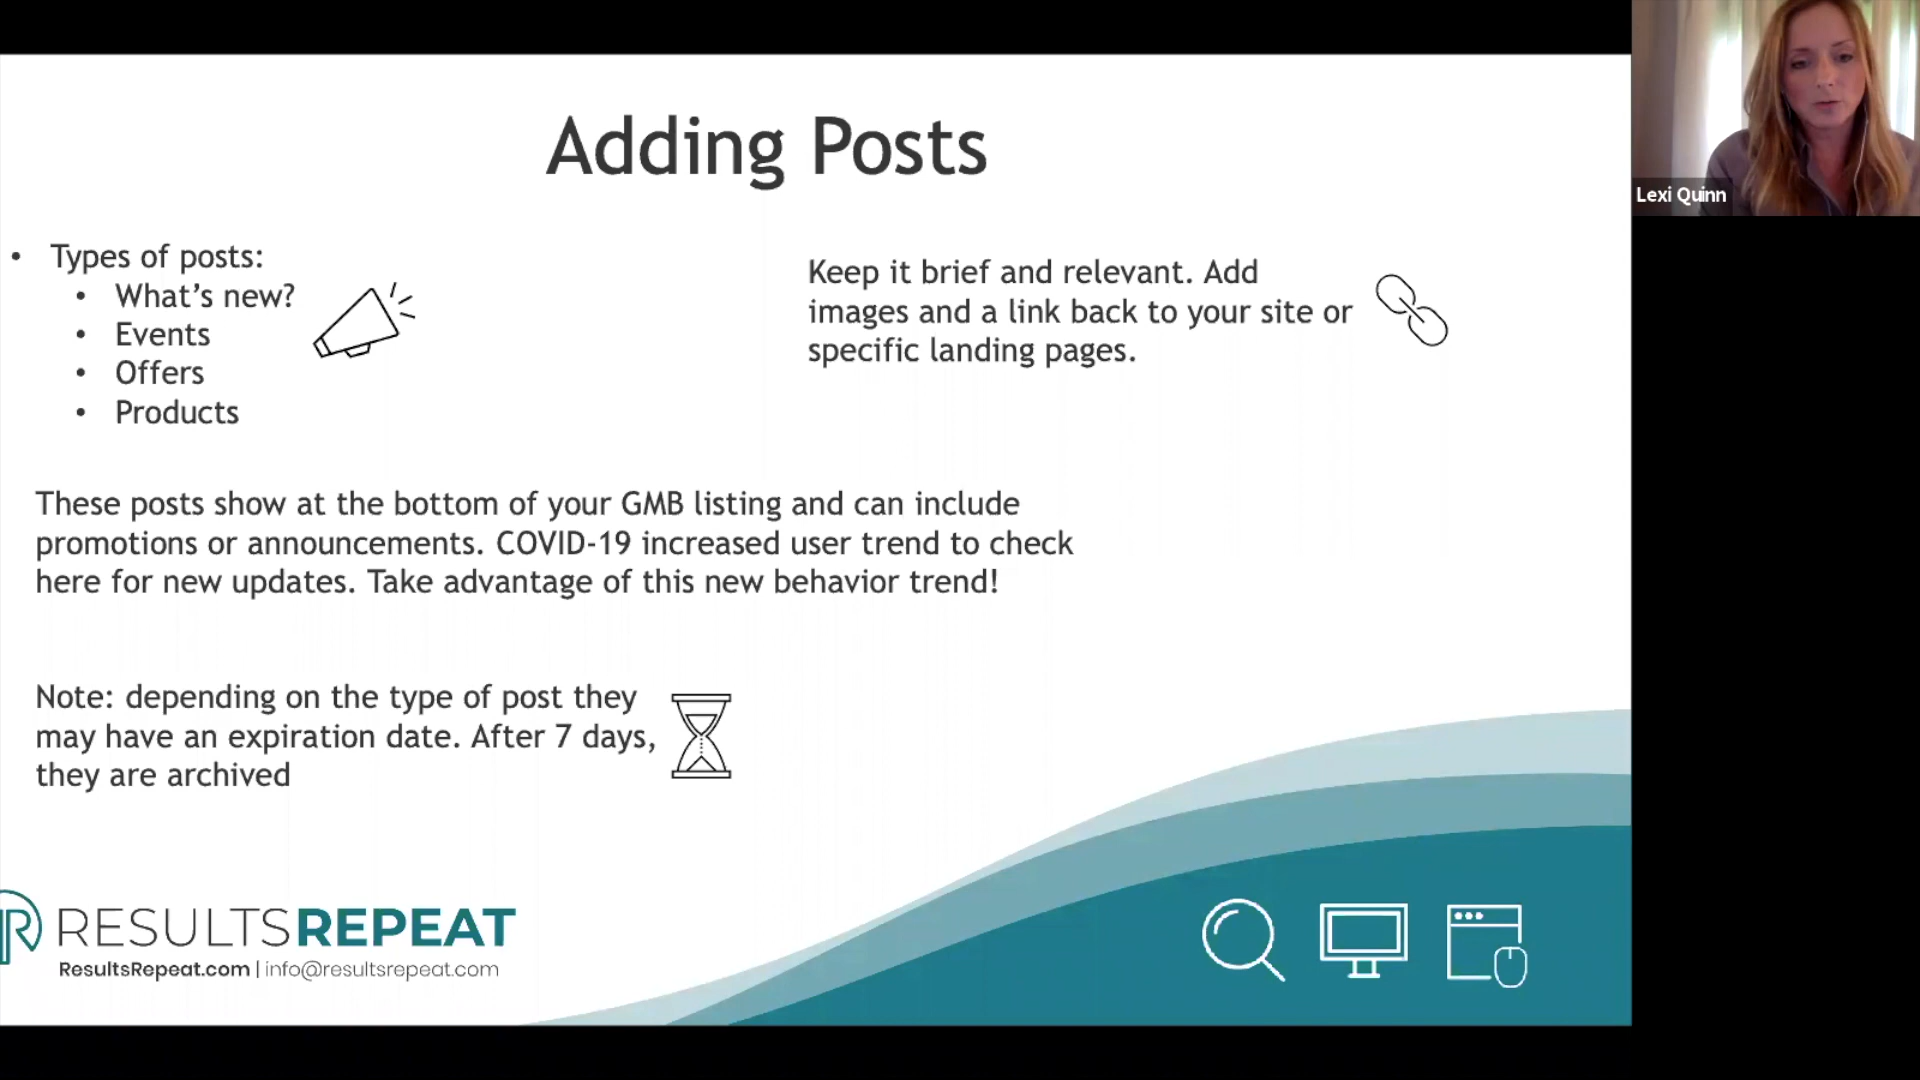 Adding Posts
Lexi Quinn
• Types of posts:
• What's new?
• Events
• Offers
• Products
Keep it brief and relevant. Add
images and a link back to your site or
specific landing pages.
These posts show at the bottom of your GMB listing and can include
promotions or announcements. COVID-19 increased user trend to check
here for new updates. Take advantage of this new behavior trend!
Note: depending on the type of post they
may have an expiration date. After 7 days,
they are archived
R RESULTSREPEAT
ResultsRepeat.com | info@resultsrepeat.com